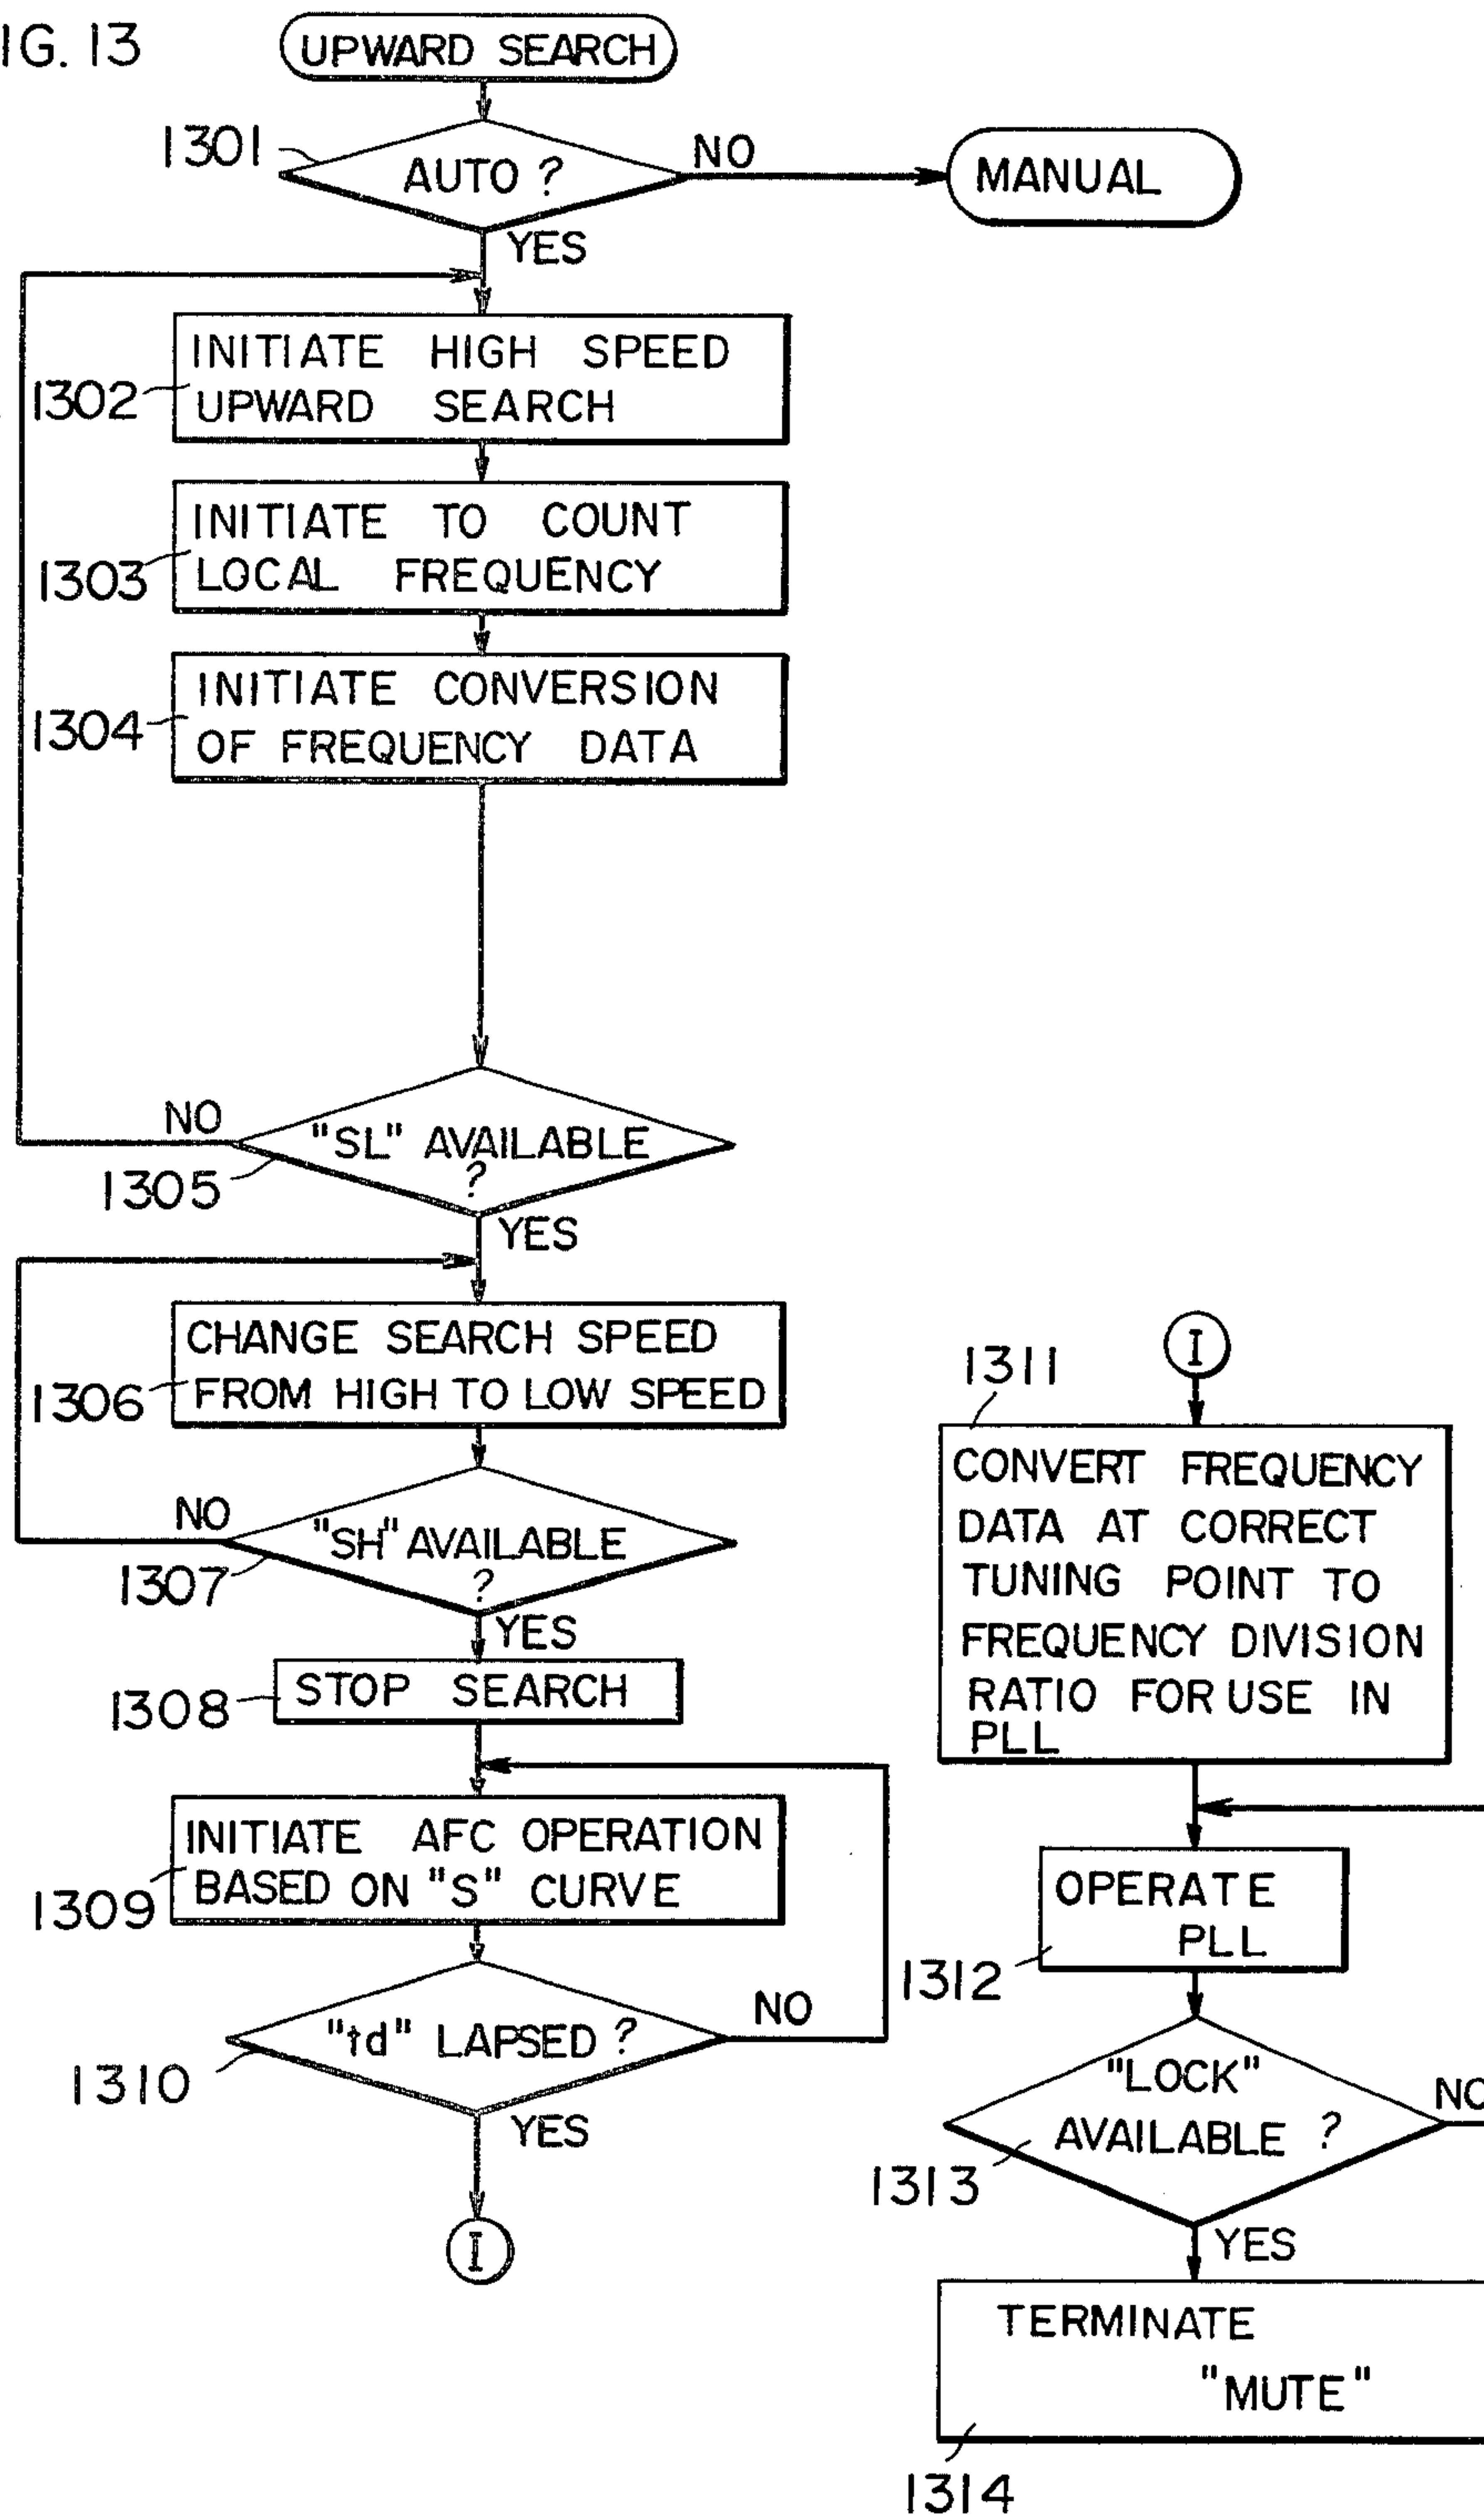 IG. 13
UPWARD SEARCH
1301
AUTO ?
NO
MANUAL
YES
INITIATE HIGH SPEED
UPWARD SEARCH
1302
INITIATE TO COUNT
LOCAL FREQUENCY
1303
INITIATE CONVERSION
OF FREQUENCY DATA
1304
NO
"SL" AVAILABLE
?
1305
YES
CHANGE SEARCH SPEED
FROM HIGH TO LOW SPEED
1306
NO
"SH" AVAILABLE
?
1307
YES
STOP SEARCH
1308
INITIATE AFC OPERATION
BASED ON "S" CURVE
1309
"td" LAPSED ?
NO
1310
YES
I
I
1311
CONVERT FREQUENCY
DATA AT CORRECT
TUNING POINT TO
FREQUENCY DIVISION
RATIO FOR USE IN
PLL
OPERATE
PLL
1312
"LOCK"
AVAILABLE ?
NO
1313
YES
TERMINATE
"MUTE"
1314